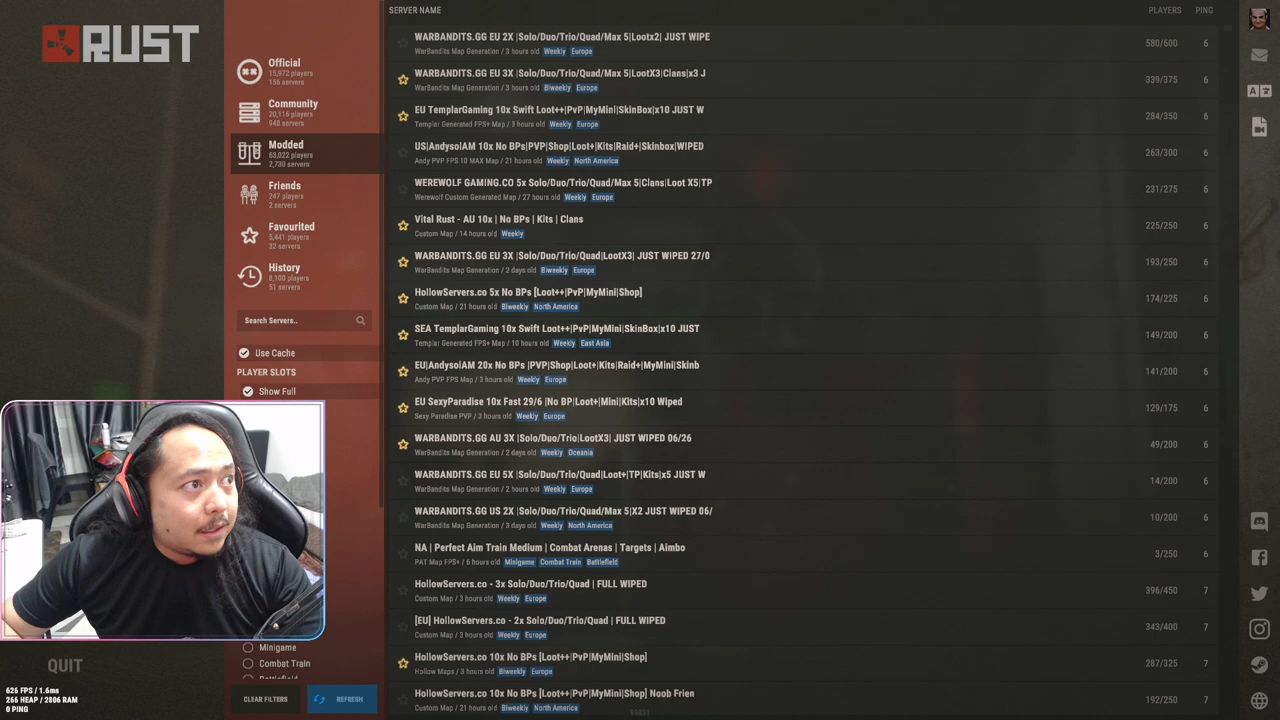 RUST
Official
15,972 players
156 servers
Community
20,116 players
940 servers
Modded
63,022 players
2,730 servers
Friends
247 players
2 servers
Favourited
5,441 players
32 servers
History
8,100 players
51 servers
Search Servers..
Use Cache
PLAYER SLOTS
Show Full
Minigame
Combat Train
Battlefield
CLEAR FILTERS
REFRESH
QUIT
626 FPS / 1.6ms
266 HEAP / 2806 RAM
0 PING
SERVER NAME PLAYERS PING
WARBANDITS.GG EU 2X |Solo/Duo/Trio/Quad/Max 5|Lootx2| JUST WIPE 580/600 6
WarBandits Map Generation / 3 hours old Weekly Europe
WARBANDITS.GG EU 3X |Solo/Duo/Trio/Quad/Max 5|LootX3|Clans|x3 J 339/375 6
WarBandits Map Generation / 3 hours old Biweekly Europe
EU TemplarGaming 10x Swift Loot++|PvP|MyMini|SkinBox|x10 JUST W 284/350 6
Templar Generated FPS+ Map / 3 hours old Weekly Europe
US|AndysolAM 10x No BPs|PVP|Shop|Loot+|Kits|Raid+|Skinbox|WIPED 263/300 6
Andy PVP FPS 10 MAX Map / 21 hours old Weekly North America
WEREWOLF GAMING.CO 5x Solo/Duo/Trio/Quad/Max 5|Clans|Loot X5|TP 231/275 6
Werewolf Custom Generated Map / 27 hours old Weekly Europe
Vital Rust - AU 10x | No BPs | Kits | Clans 225/250 6
Custom Map / 14 hours old Weekly
WARBANDITS.GG EU 3X |Solo/Duo/Trio/Quad|LootX3| JUST WIPED 27/0 193/250 6
WarBandits Map Generation / 2 days old Biweekly Europe
HollowServers.co 5x No BPs [Loot++|PvP|MyMini|Shop] 174/225 6
Custom Map / 21 hours old Biweekly North America
SEA TemplarGaming 10x Swift Loot++|PvP|MyMini|SkinBox|x10 JUST 149/200 6
Templar Generated FPS+ Map / 10 hours old Weekly East Asia
EU|AndysolAM 20x No BPs |PVP|Shop|Loot+|Kits|Raid+|MyMini|Skinb 141/200 6
Andy PVP FPS Map / 3 hours old Weekly Europe
EU SexyParadise 10x Fast 29/6 |No BP|Loot+|Mini|Kits|x10 Wiped 129/175 6
Sexy Paradise PVP / 3 hours old Weekly Europe
WARBANDITS.GG AU 3X |Solo/Duo/Trio|LootX3| JUST WIPED 06/26 49/200 6
WarBandits Map Generation / 2 days old Weekly Oceania
WARBANDITS.GG EU 5X |Solo/Duo/Trio/Quad|Loot+|TP|Kits|x5 JUST W 14/200 6
WarBandits Map Generation / 2 hours old Weekly Europe
WARBANDITS.GG US 2X |Solo/Duo/Trio/Quad/Max 5|X2 JUST WIPED 06/ 10/200 6
WarBandits Map Generation / 3 days old Weekly North America
NA | Perfect Aim Train Medium | Combat Arenas | Targets | Aimbo 3/250 6
PAT Map FPS+ / 6 hours old Minigame Combat Train Battlefield
HollowServers.co - 3x Solo/Duo/Trio/Quad | FULL WIPED 396/450 7
Custom Map / 3 hours old Weekly Europe
[EU] HollowServers.co - 2x Solo/Duo/Trio/Quad | FULL WIPED 343/400 7
Custom Map / 3 hours old Weekly Europe
HollowServers.co 10x No BPs [Loot++|PvP|MyMini|Shop] 287/325 7
Hollow Maps / 3 hours old Biweekly Europe
HollowServers.co 10x No BPs [Loot++|PvP|MyMini|Shop] Noob Frien 192/250 7
Custom Map / 21 hours old Biweekly North America